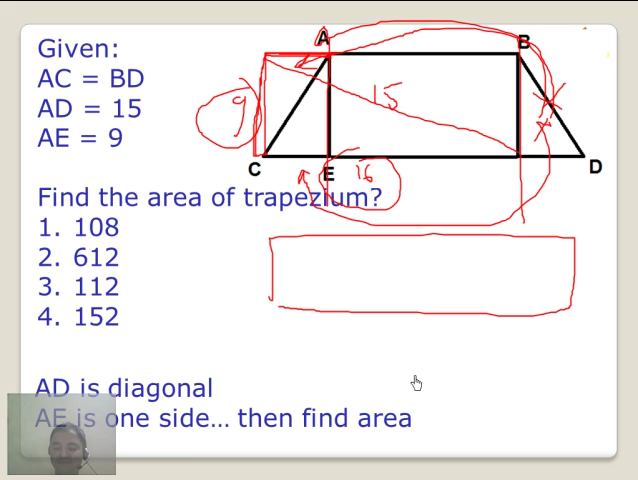 Given:
AC = BD
AD = 15
AE = 9
A
B
9
15
C
E
16
D
Find the area of trapezium?
1. 108
2. 612
3. 112
4. 152
AD is diagonal
AE is one side... then find area